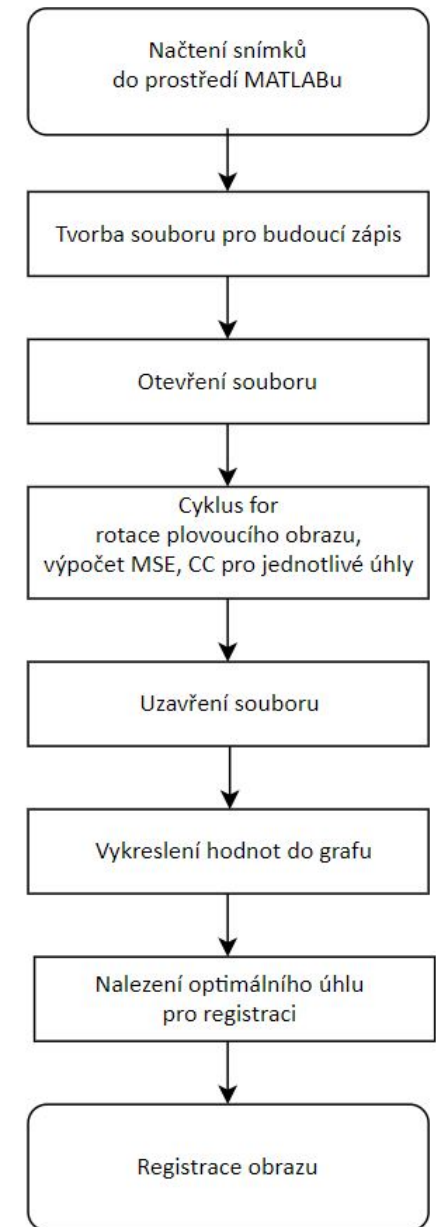 Načtení snímků
do prostředí MATLABu
Tvorba souboru pro budoucí zápis
Otevření souboru
Cyklus for
rotace plovoucího obrazu,
výpočet MSE, CC pro jednotlivé úhly
Uzavření souboru
Vykreslení hodnot do grafu
Nalezení optimálního úhlu
pro registraci
Registrace obrazu